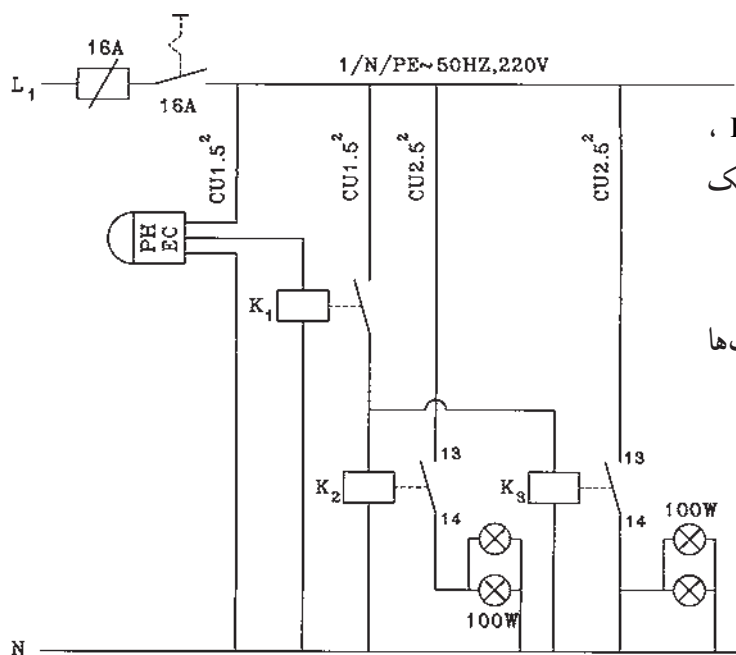 16A
L₁
16A
1/N/PE~50HZ,220V
CU1.5²
CU1.5²
CU2.5²
CU2.5²
PH
EC
K₁
13
13
K₂
K₃
14
14
100W
100W
N